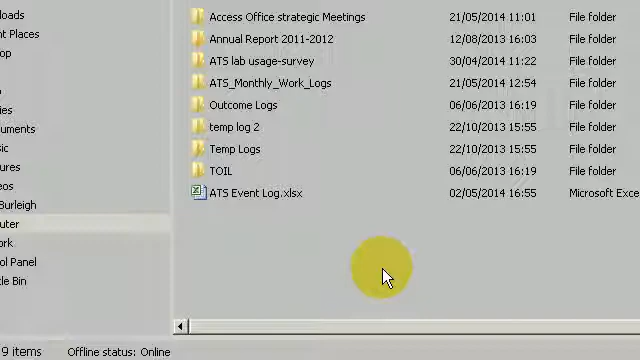 oads
nt Places
op
ies
uments
ic
ures
eos
Burleigh
uter
ork
ol Panel
le Bin
Access Office strategic Meetings 21/05/2014 11:01 File folder
Annual Report 2011-2012 12/08/2013 16:03 File folder
ATS lab usage-survey 30/04/2014 11:22 File folder
ATS_Monthly_Work_Logs 21/05/2014 12:54 File folder
Outcome Logs 06/06/2013 16:19 File folder
temp log 2 22/10/2013 15:55 File folder
Temp Logs 22/10/2013 15:55 File folder
TOIL 06/06/2013 16:19 File folder
ATS Event Log.xlsx 02/05/2014 16:55 Microsoft Exce
9 items Offline status: Online